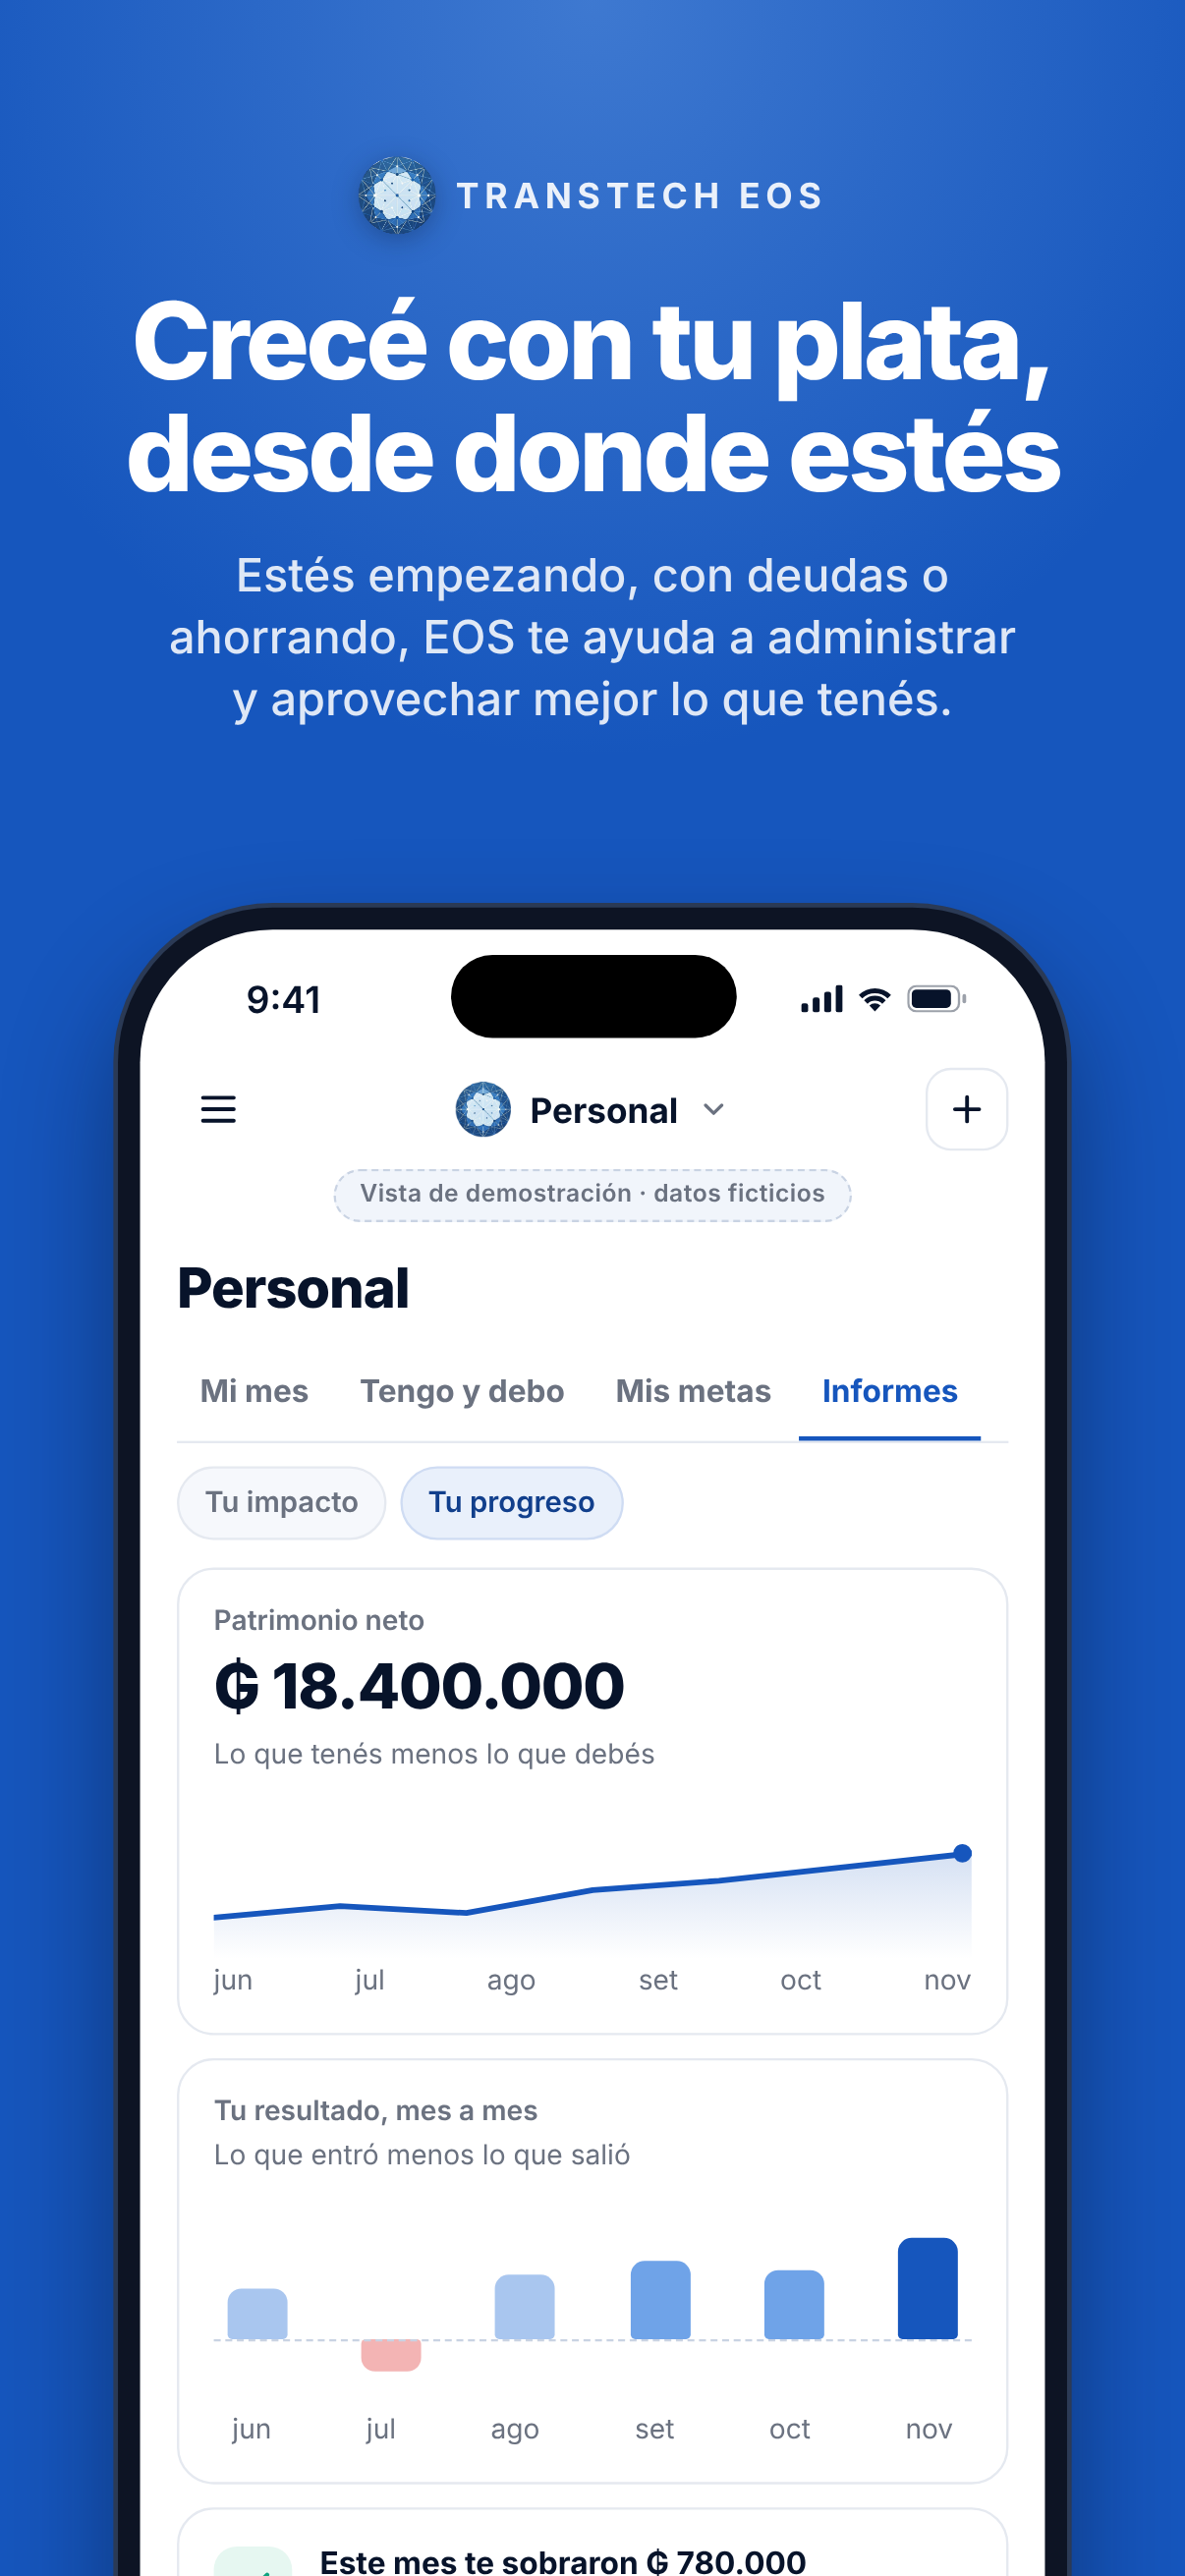 TRANSTECH EOS
Crecé con tu plata,
desde donde estés
Estés empezando, con deudas o
ahorrando, EOS te ayuda a administrar
y aprovechar mejor lo que tenés.
9:41
Personal
Vista de demostración · datos ficticios
Personal
Mi mes Tengo y debo Mis metas Informes
Tu impacto Tu progreso
Patrimonio neto
₲ 18.400.000
Lo que tenés menos lo que debés
jun jul ago set oct nov
Tu resultado, mes a mes
Lo que entró menos lo que salió
jun jul ago set oct nov
Este mes te sobraron ₲ 780.000